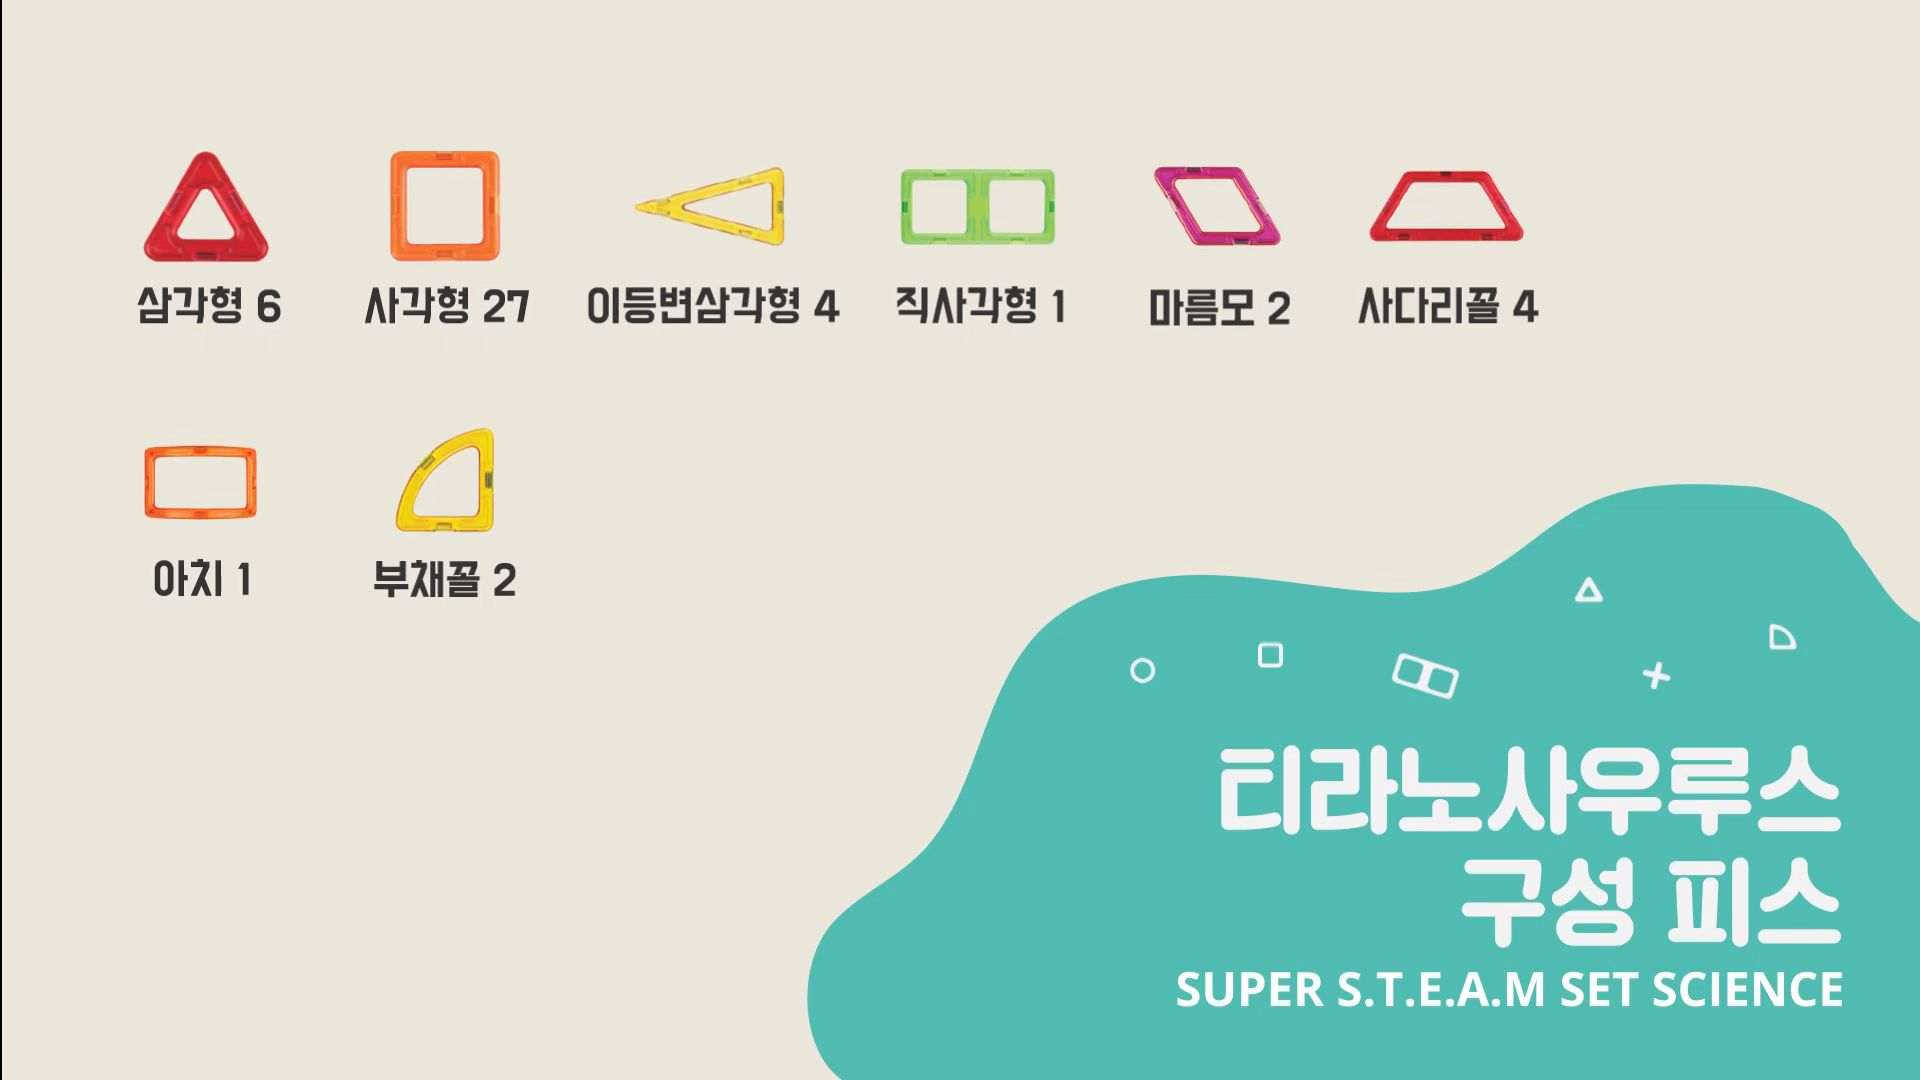 삼각형 6
사각형 27
이등변삼각형 4
직사각형 1
마름모 2
사다리꼴 4
아치 1
부채꼴 2
티라노사우루스
구성 피스
SUPER S.T.E.A.M SET SCIENCE